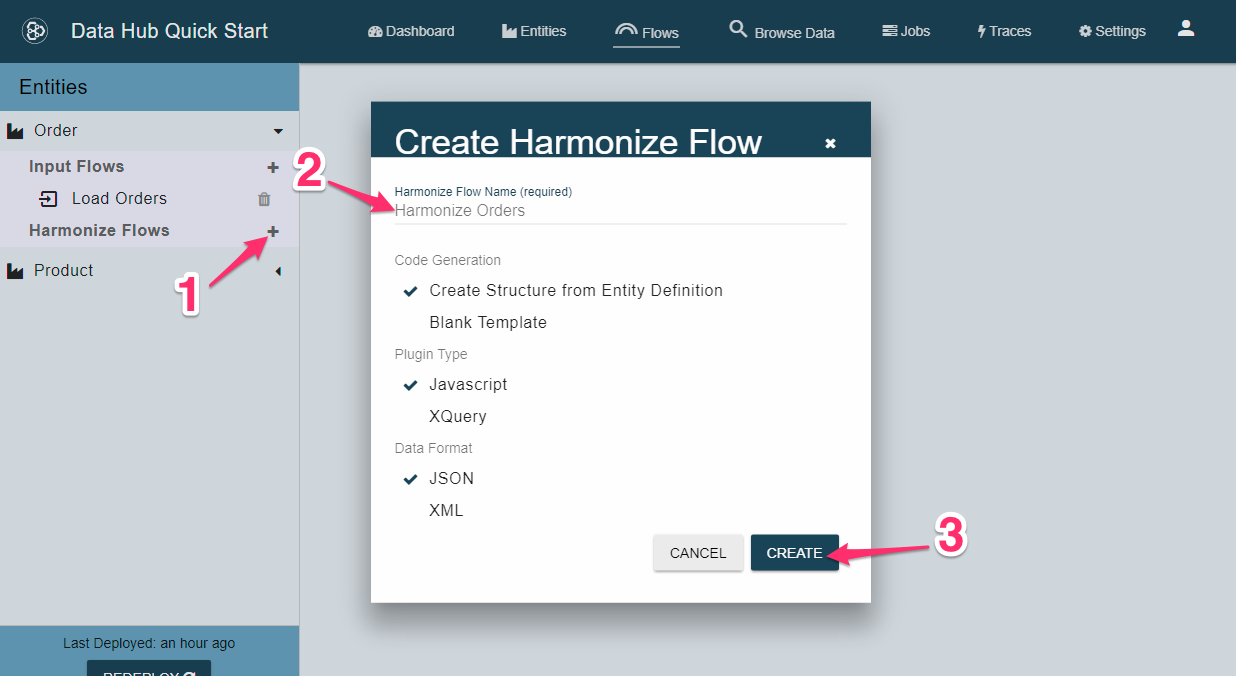 Data Hub Quick Start
Dashboard Entities Flows Browse Data Jobs Traces Settings
Entities
Order
Input Flows +
Load Orders
Harmonize Flows +
Product
1
2
Create Harmonize Flow
Harmonize Flow Name (required)
Harmonize Orders
Code Generation
Create Structure from Entity Definition
Blank Template
Plugin Type
Javascript
XQuery
Data Format
JSON
XML
CANCEL CREATE
3
Last Deployed: an hour ago
REDEPLOY